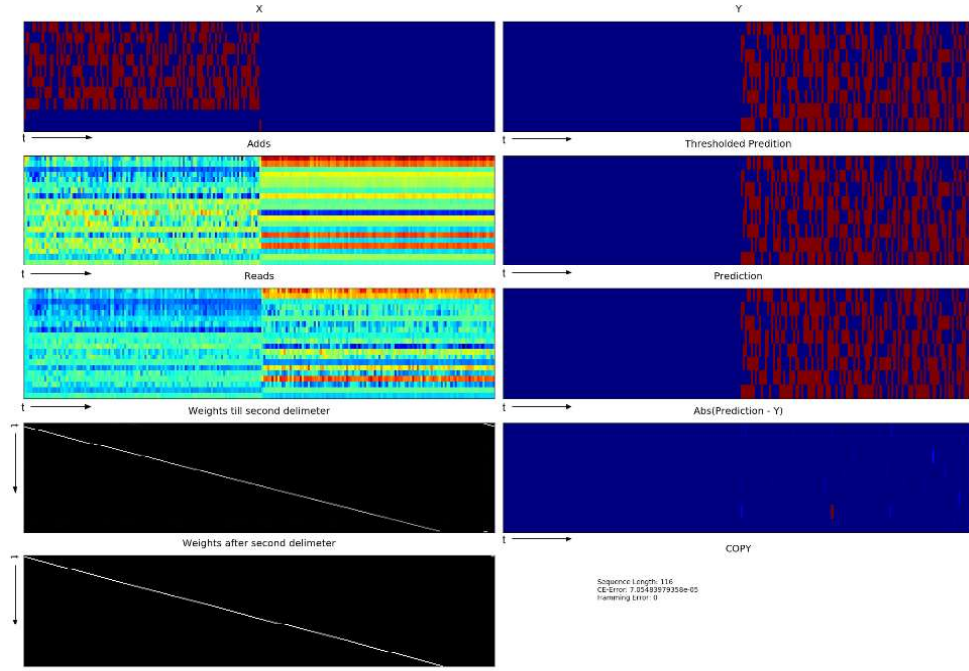 X
Y
t
t
Adds
Thresholded Predition
t
t
Reads
Prediction
t
t
Weights till second delimeter
Abs(Prediction - Y)
t
t
Weights after second delimeter
COPY
t
Sequence Length: 116
CE-Error: 7.05483979358e-05
Hamming Error: 0